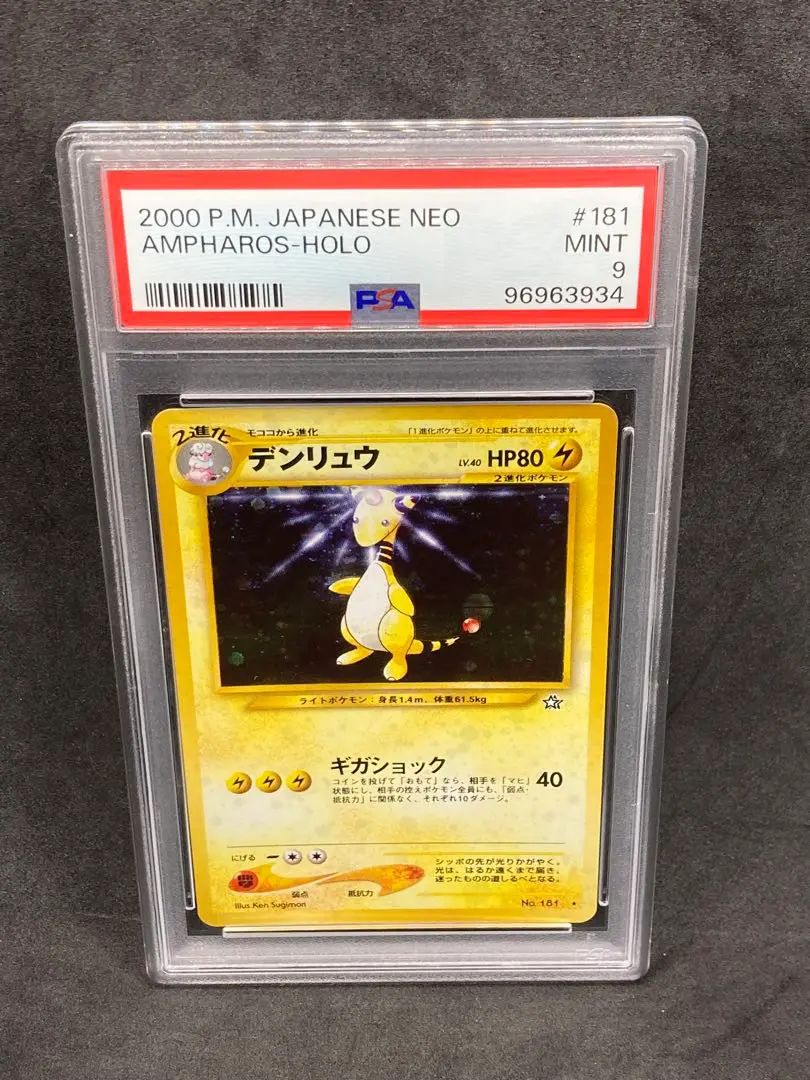 2000 P.M. JAPANESE NEO #181
AMPHAROS-HOLO MINT
9
PSA 96963934
2進化 モココから進化 「1進化ポケモン」の上に重ねて進化させます。
デンリュウ LV.40 HP80
2進化ポケモン
ライトポケモン：身長1.4m、体重61.5kg
ギガショック 40
コインを投げて「おもて」なら、相手を「マヒ」
状態にし、相手の控えポケモン全員にも、「弱点・
抵抗力」に関係なく、それぞれ10ダメージ。
にげる
弱点 抵抗力
シッポの先が光りかがやく。
光は、はるか遠くまで届き、
迷ったものの道しるべとなる。
Illus. Ken Sugimori No. 181